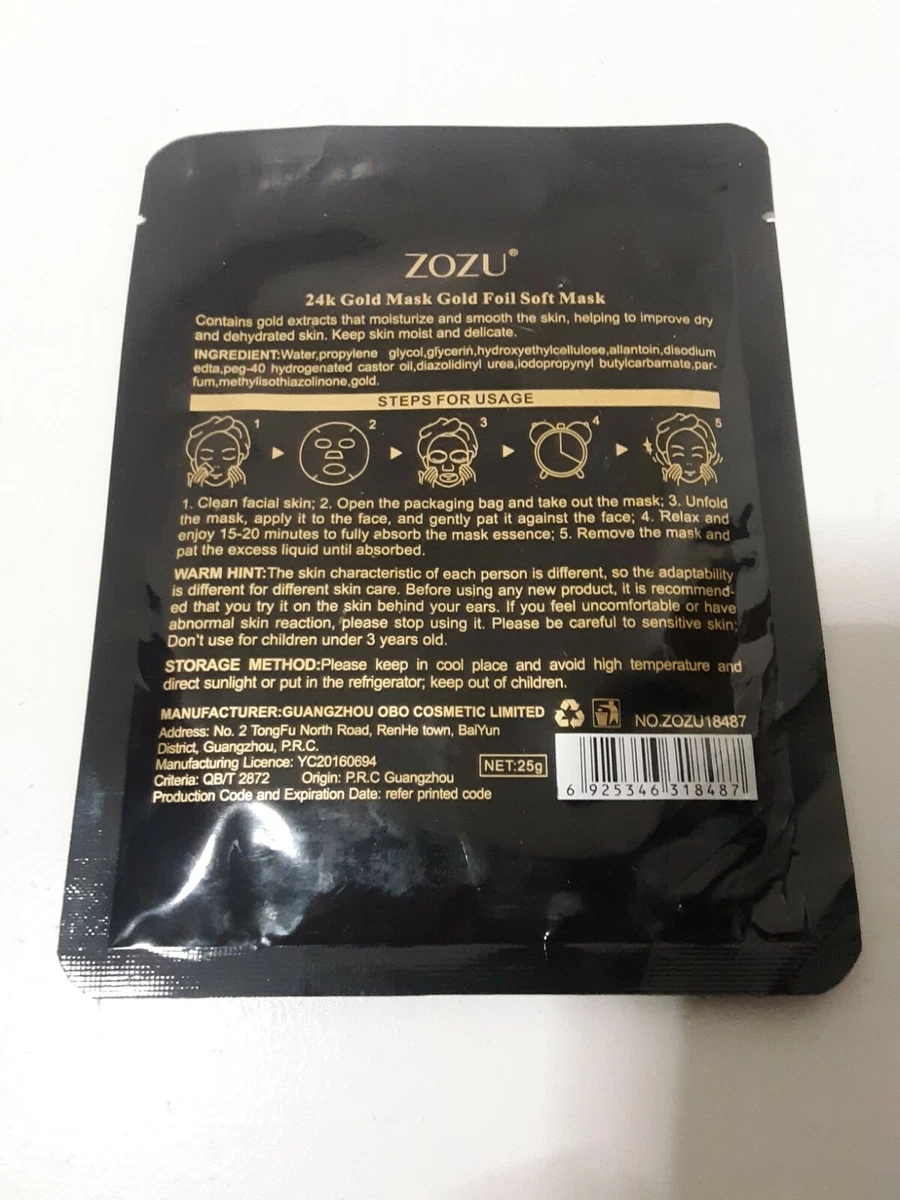 ZOZU®
24k Gold Mask Gold Foil Soft Mask
Contains gold extracts that moisturize and smooth the skin, helping to improve dry
and dehydrated skin. Keep skin moist and delicate.
INGREDIENT:Water,propylene glycol,glycerin,hydroxyethylcellulose,allantoin,disodium
edta,peg-40 hydrogenated castor oil,diazolidinyl urea,iodopropynyl butylcarbamate,par-
fum,methylisothiazolinone,gold.
STEPS FOR USAGE
1 2 3 4 5
1. Clean facial skin; 2. Open the packaging bag and take out the mask; 3. Unfold
the mask, apply it to the face, and gently pat it against the face; 4. Relax and
enjoy 15-20 minutes to fully absorb the mask essence; 5. Remove the mask and
pat the excess liquid until absorbed.
WARM HINT:The skin characteristic of each person is different, so the adaptability
is different for different skin care. Before using any new product, it is recommend-
ed that you try it on the skin behind your ears. If you feel uncomfortable or have
abnormal skin reaction, please stop using it. Please be careful to sensitive skin;
Don't use for children under 3 years old.
STORAGE METHOD:Please keep in cool place and avoid high temperature and
direct sunlight or put in the refrigerator; keep out of children.
MANUFACTURER:GUANGZHOU OBO COSMETIC LIMITED
Address: No. 2 TongFu North Road, RenHe town, BaiYun
District, Guangzhou, P.R.C.
Manufacturing Licence: YC20160694
Criteria: QB/T 2872 Origin: P.R.C Guangzhou
Production Code and Expiration Date: refer printed code
NET:25g
NO.ZOZU18487
6 925346 318487